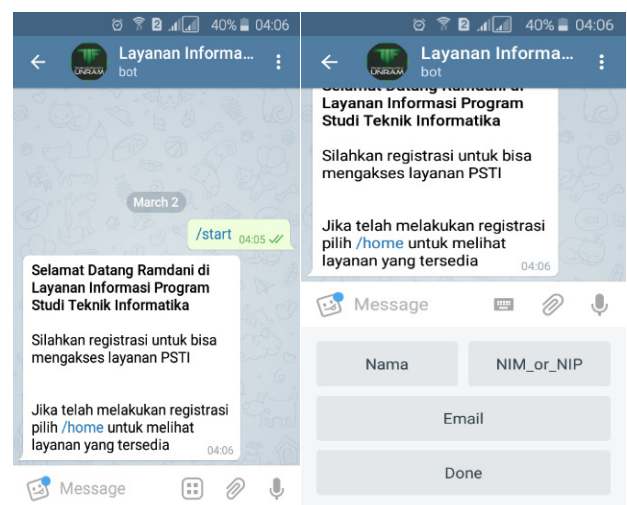 40% 04:06
Layanan Informa...
bot
UNRAM
March 2
/start 04:05
Selamat Datang Ramdani di
Layanan Informasi Program
Studi Teknik Informatika
Silahkan registrasi untuk bisa
mengakses layanan PSTI
Jika telah melakukan registrasi
pilih /home untuk melihat
layanan yang tersedia 04:06
Message
2 40% 04:06
Layanan Informa...
bot
UNRAM
Selamat Datang Ramdani di
Layanan Informasi Program
Studi Teknik Informatika
Silahkan registrasi untuk bisa
mengakses layanan PSTI
Jika telah melakukan registrasi
pilih /home untuk melihat
layanan yang tersedia 04:06
Message
Nama NIM_or_NIP
Email
Done